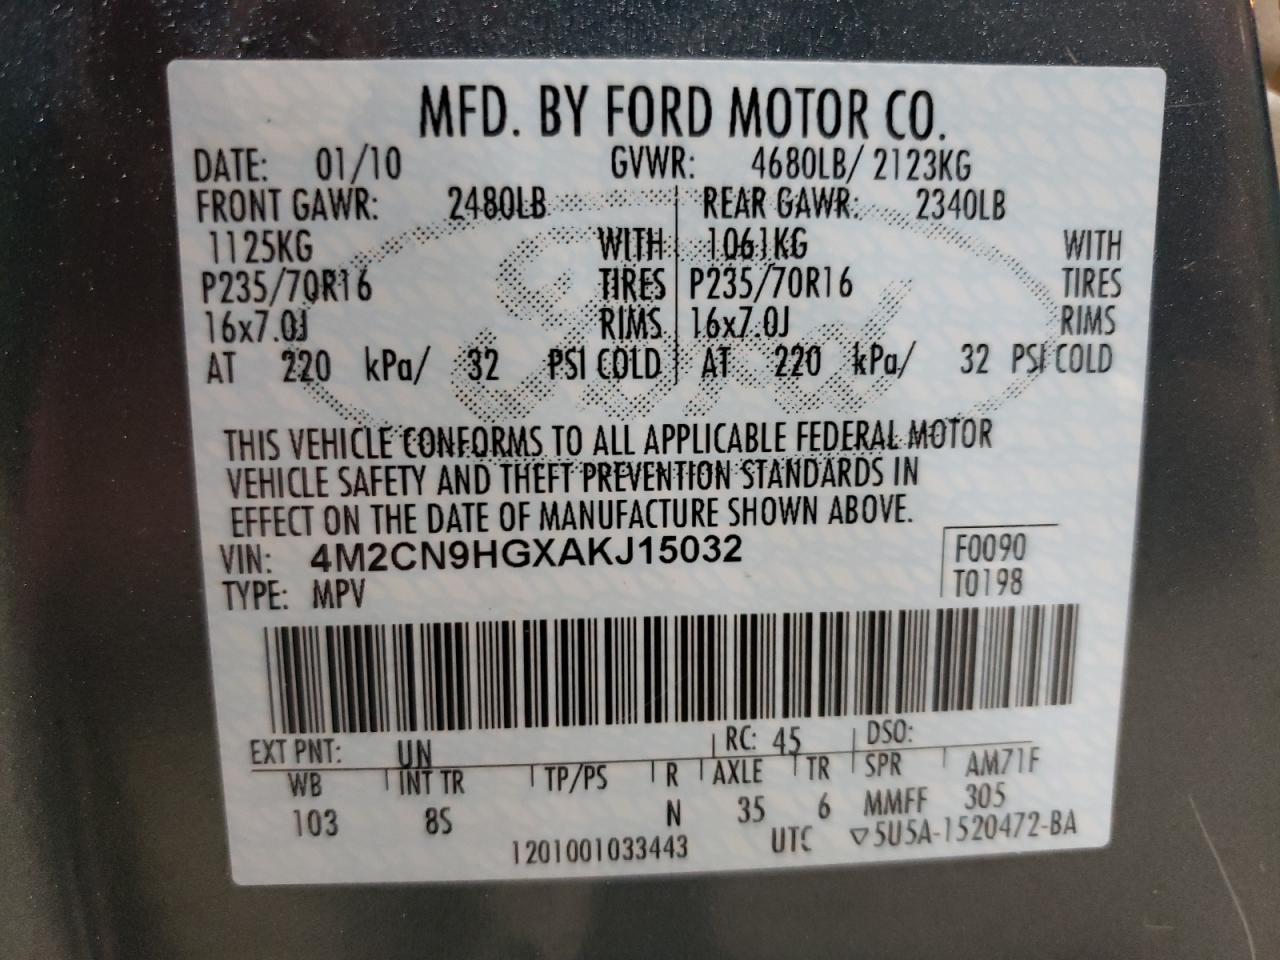 MFD. BY FORD MOTOR CO.
DATE: 01/10 GVWR: 4680LB/ 2123KG
FRONT GAWR: 2480LB REAR GAWR: 2340LB
1125KG WITH 1061KG WITH
P235/70R16 TIRES P235/70R16 TIRES
16x7.0J RIMS 16x7.0J RIMS
AT 220 kPa/ 32 PSI COLD AT 220 kPa/ 32 PSI COLD
Ford
THIS VEHICLE CONFORMS TO ALL APPLICABLE FEDERAL MOTOR
VEHICLE SAFETY AND THEFT PREVENTION STANDARDS IN
EFFECT ON THE DATE OF MANUFACTURE SHOWN ABOVE.
VIN: 4M2CN9HGXAKJ15032 F0090
TYPE: MPV T0198
EXT PNT: UN RC: 45 DSO:
WB INT TR TP/PS R AXLE TR SPR AM71F
103 8S N 35 6 MMFF 305
1201001033443 UTC ▽5U5A-1520472-BA